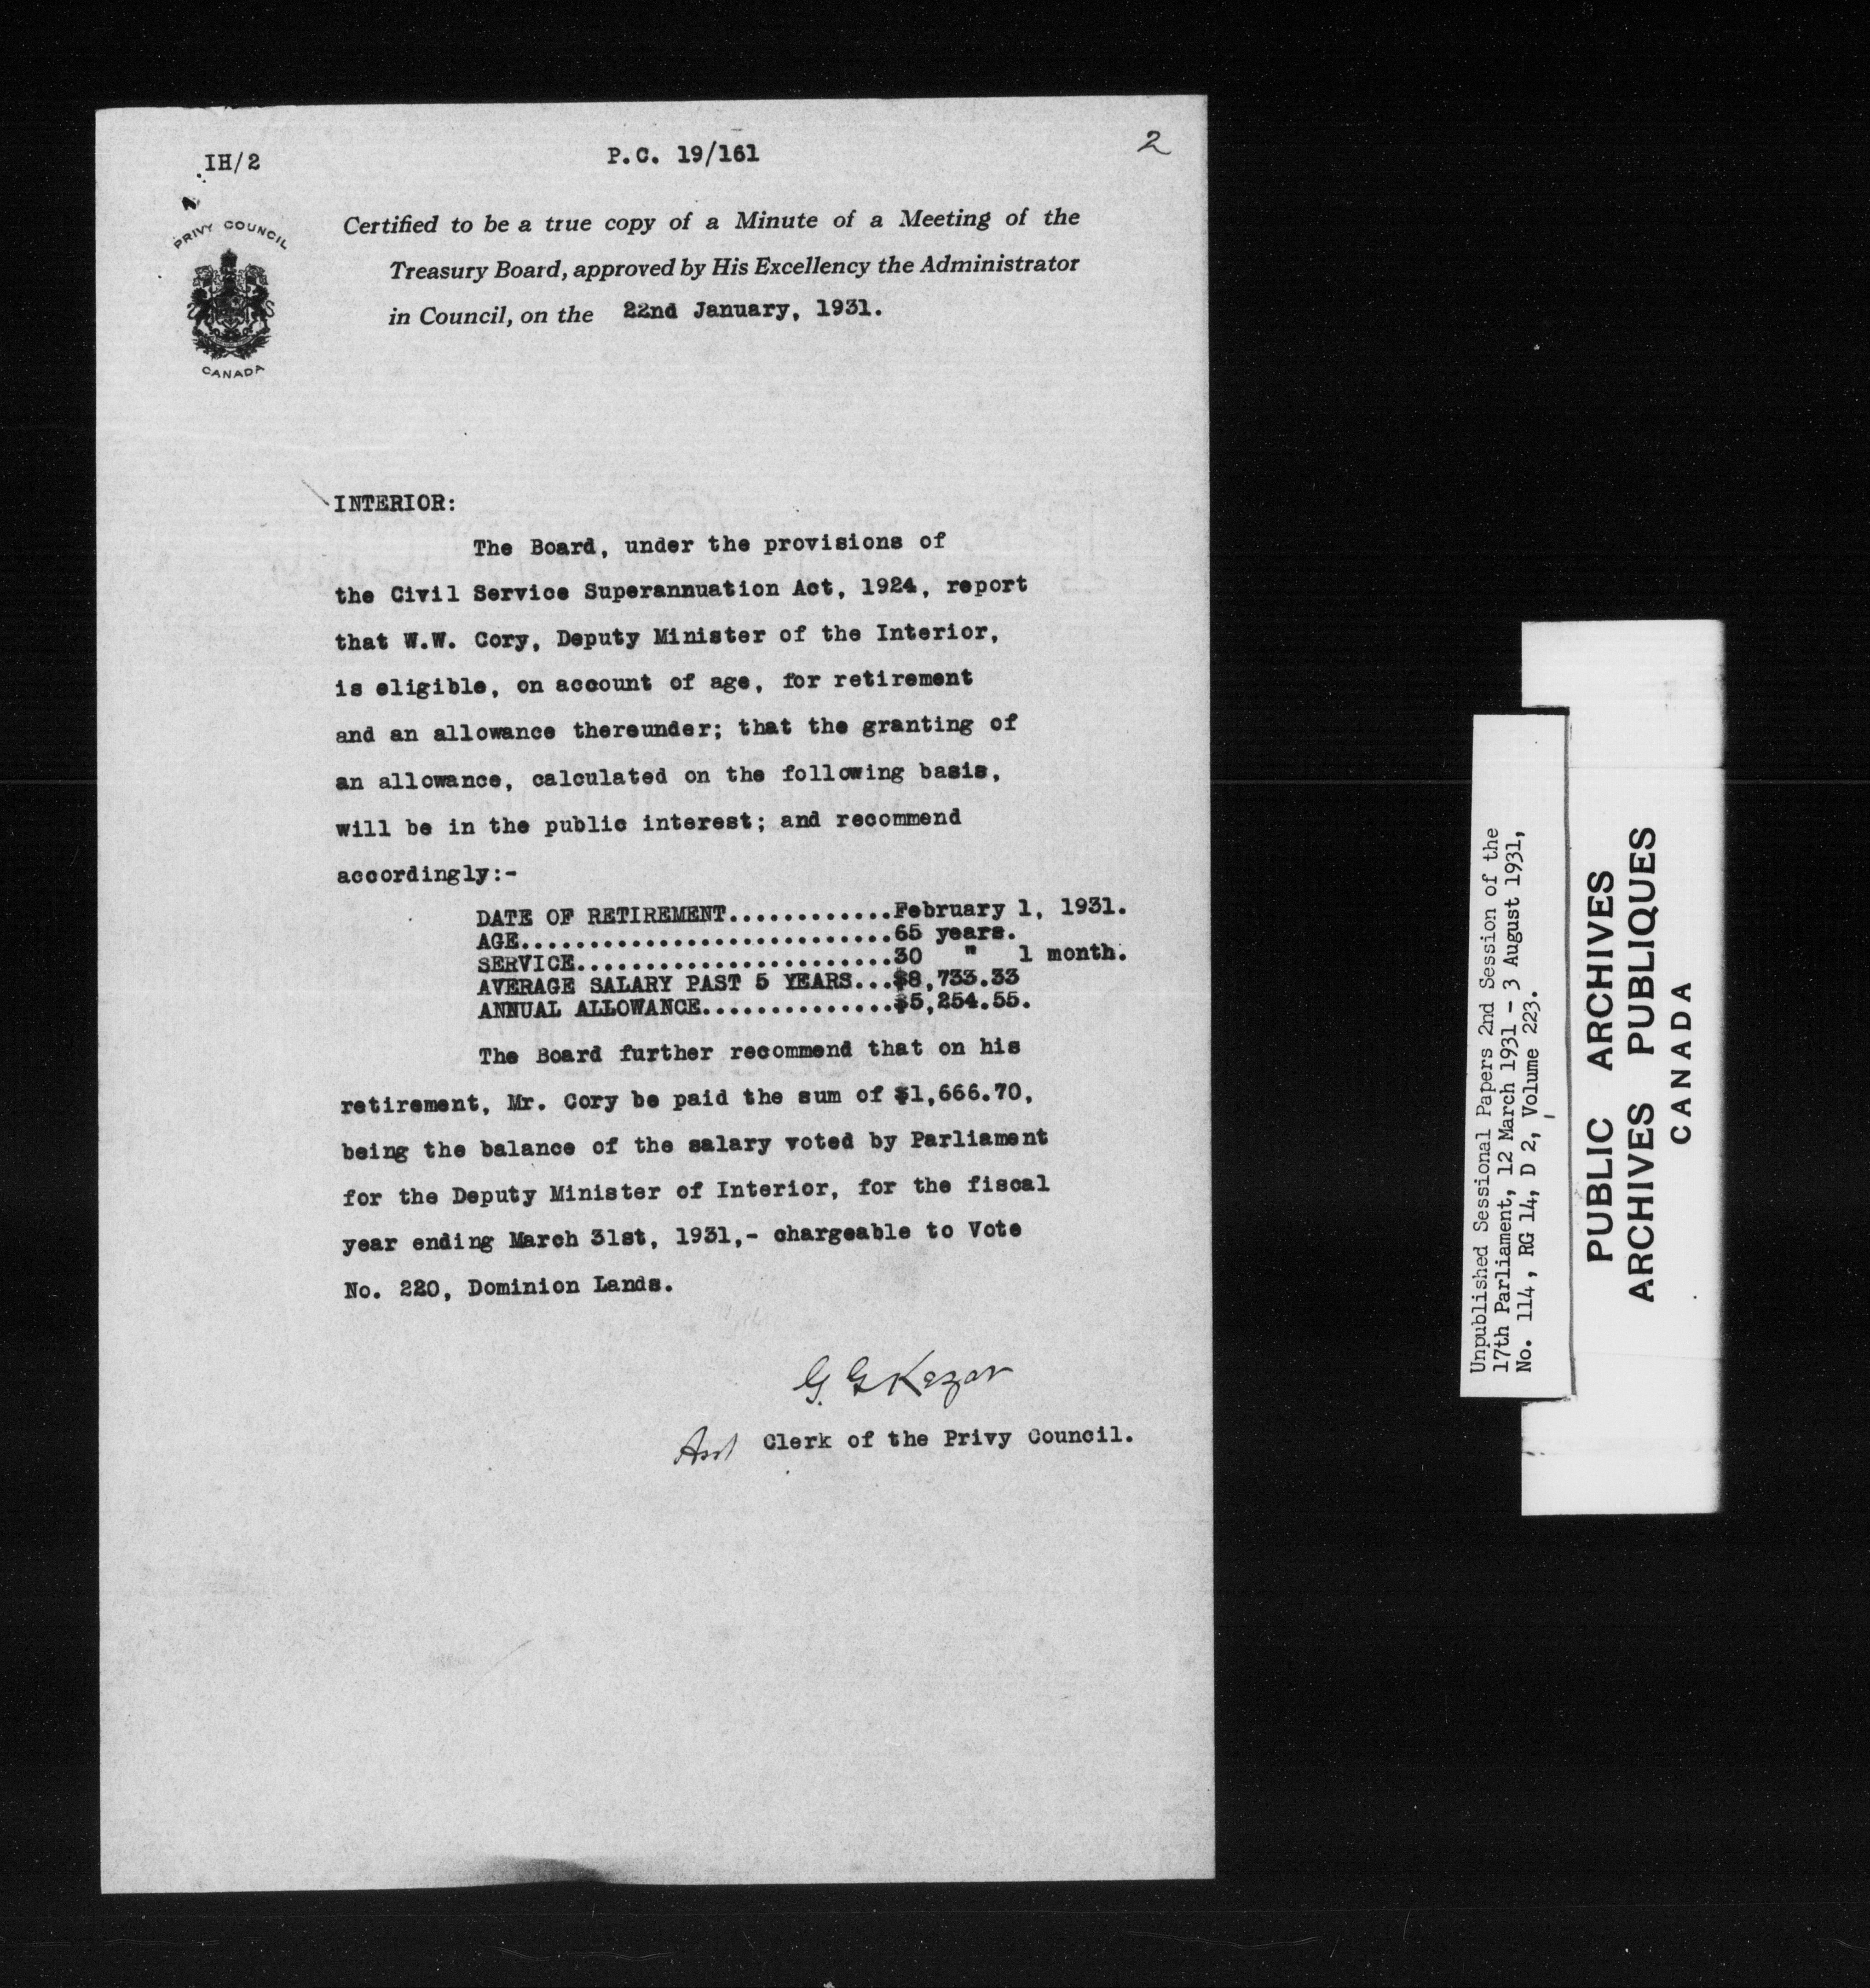 IH/2
P.C. 19/161
2
PRIVY COUNCIL
CANADA
Certified to be a true copy of a Minute of a Meeting of the
Treasury Board, approved by His Excellency the Administrator
in Council, on the 22nd January, 1931.
INTERIOR:
The Board, under the provisions of
the Civil Service Superannuation Act, 1924, report
that W.W. Cory, Deputy Minister of the Interior,
is eligible, on account of age, for retirement
and an allowance thereunder; that the granting of
an allowance, calculated on the following basis,
will be in the public interest; and recommend
accordingly:-
DATE OF RETIREMENT............February 1, 1931.
AGE...........................65 years.
SERVICE.......................30 " 1 month.
AVERAGE SALARY PAST 5 YEARS...$8,733.33
ANNUAL ALLOWANCE..............$5,254.55.
The Board further recommend that on his
retirement, Mr. Cory be paid the sum of $1,666.70,
being the balance of the salary voted by Parliament
for the Deputy Minister of Interior, for the fiscal
year ending March 31st, 1931,- chargeable to Vote
No. 220, Dominion Lands.
G. G. Kezar
Asst Clerk of the Privy Council.
Unpublished Sessional Papers 2nd Session of the
17th Parliament, 12 March 1931 - 3 August 1931,
No. 114, RG 14, D 2, Volume 223.
PUBLIC ARCHIVES
ARCHIVES PUBLIQUES
CANADA